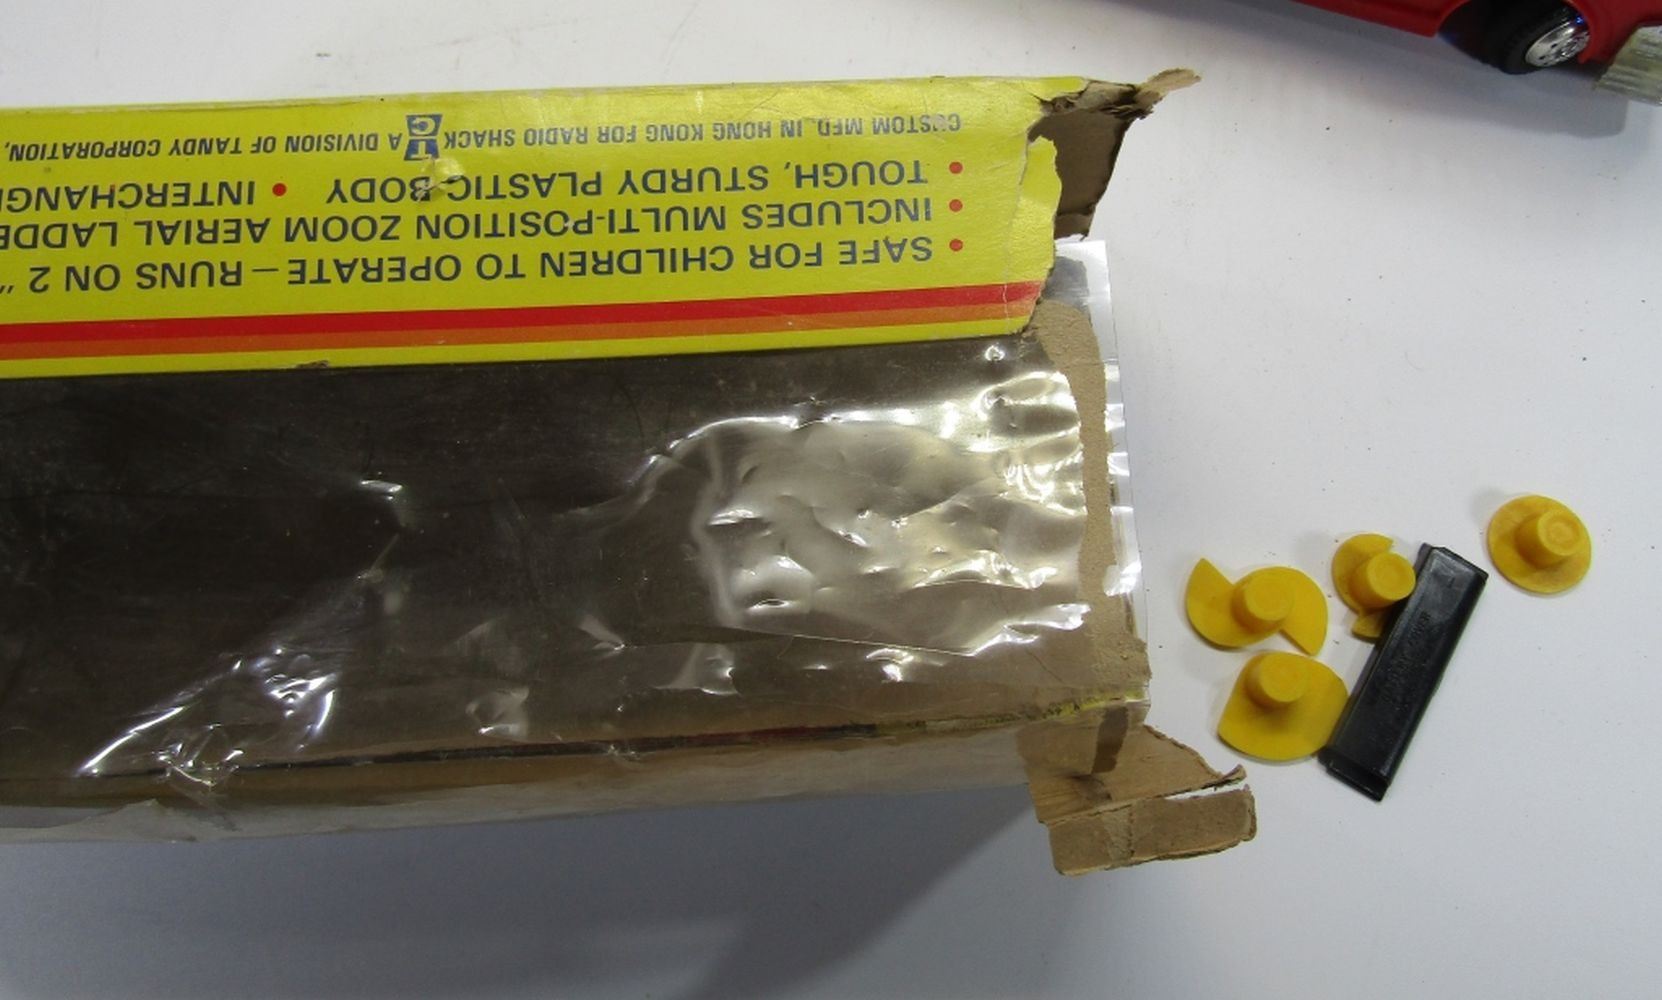 • SAFE FOR CHILDREN TO OPERATE – RUNS ON 2 "
• INCLUDES MULTI-POSITION ZOOM AERIAL LADDE
• TOUGH, STURDY PLASTIC BODY • INTERCHANG
CUSTOM MFD. IN HONG KONG FOR RADIO SHACK TC A DIVISION OF TANDY CORPORATION,